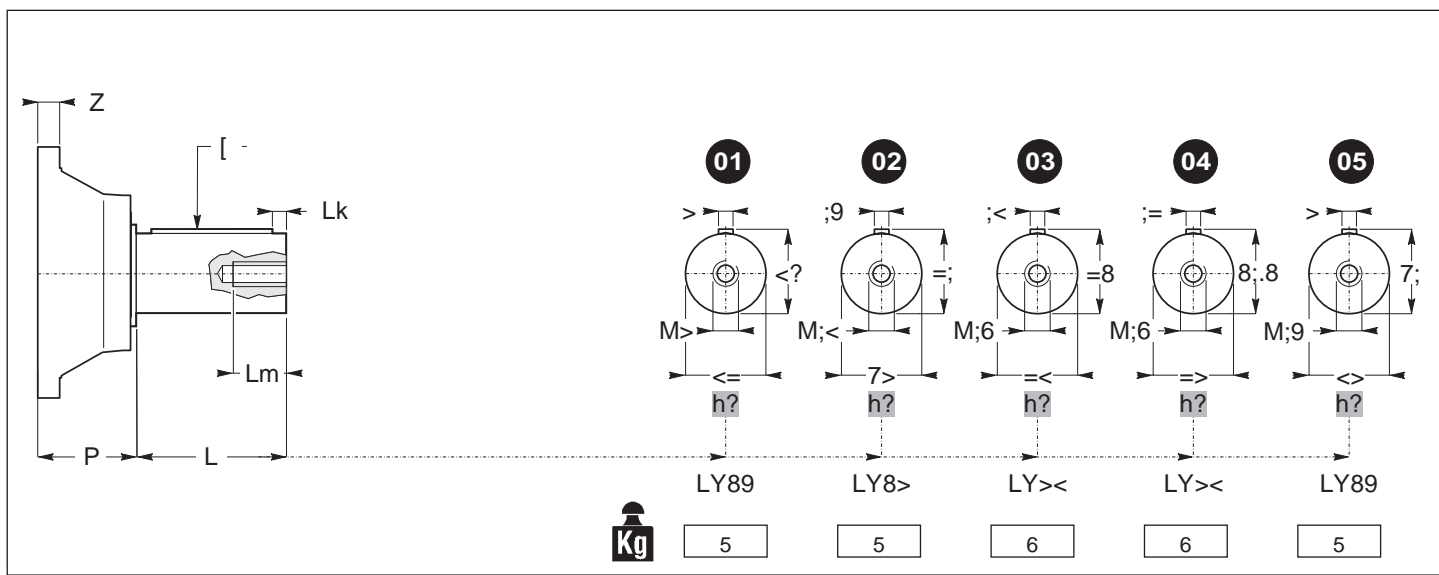 Z
[ -
Lk
Lm
P
L
01 02 03 04 05
> ;9 ;< ;= >
<? =; =8 8;.8 7;
M> M;< M;6 M;6 M;9
<= 7> =< => <>
h? h? h? h? h?
LY89 LY8> LY>< LY>< LY89
Kg 5 5 6 6 5